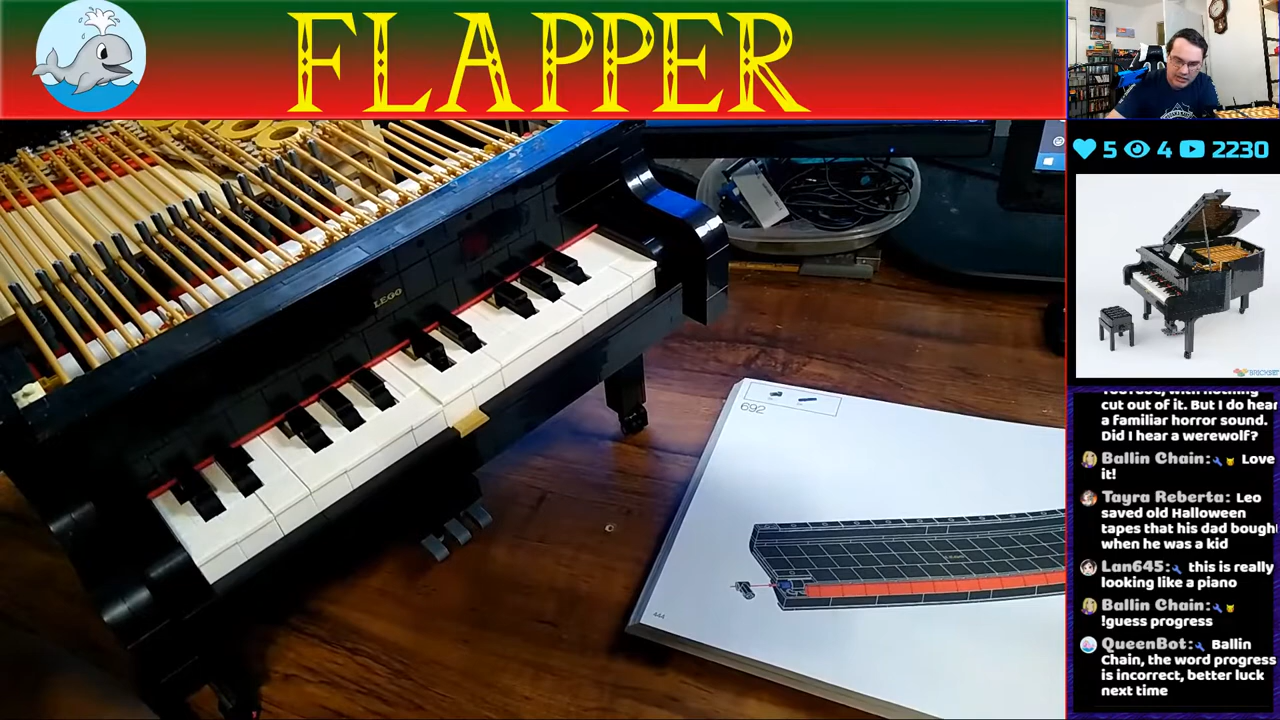 FLAPPER
5 4 2230
LEGO
BRICKSET
692
444
cut out of it. But I do hear
a familiar horror sound.
Did I hear a werewolf?
Ballin Chain: Love
it!
Tayra Reberta: Leo
saved old Halloween
tapes that his dad bought
when he was a kid
Lan645: this is really
looking like a piano
Ballin Chain:
!guess progress
QueenBot: Ballin
Chain, the word progress
is incorrect, better luck
next time